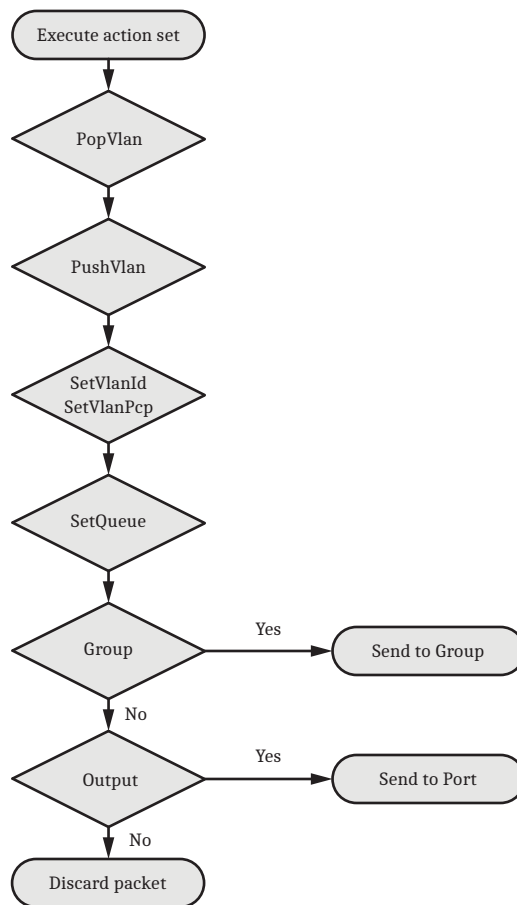 Execute action set
PopVlan
PushVlan
SetVlanId
SetVlanPcp
SetQueue
Group
Yes
Send to Group
No
Output
Yes
Send to Port
No
Discard packet